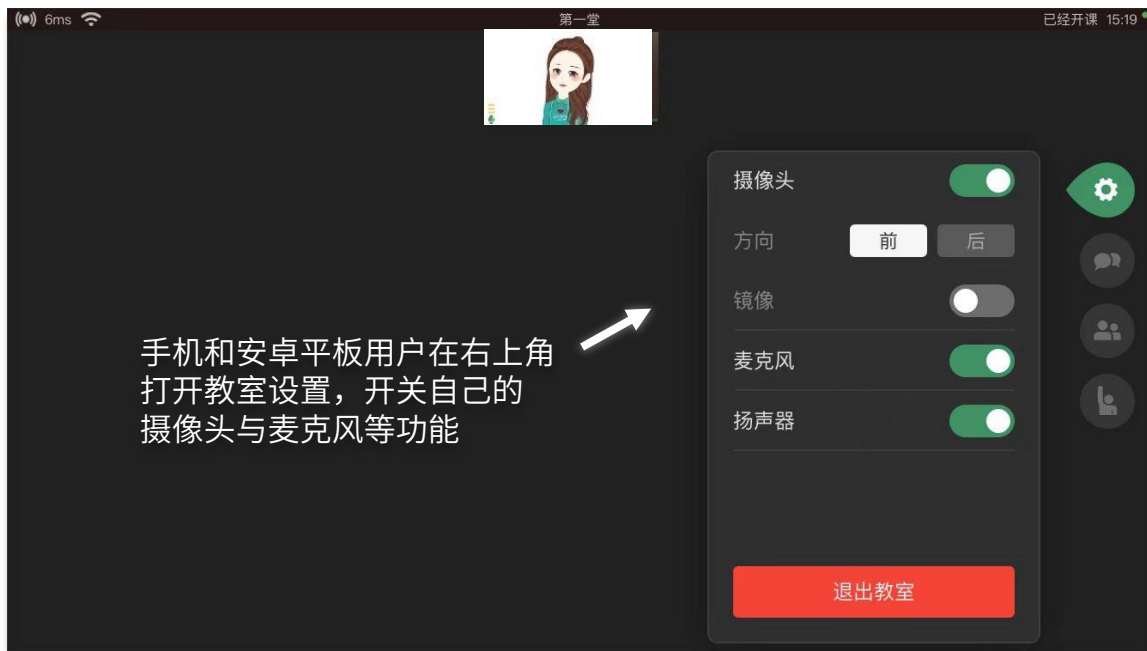 6ms
第一堂
已经开课 15:19
摄像头
方向 前 后
镜像
手机和安卓平板用户在右上角
打开教室设置，开关自己的
摄像头与麦克风等功能
麦克风
扬声器
退出教室